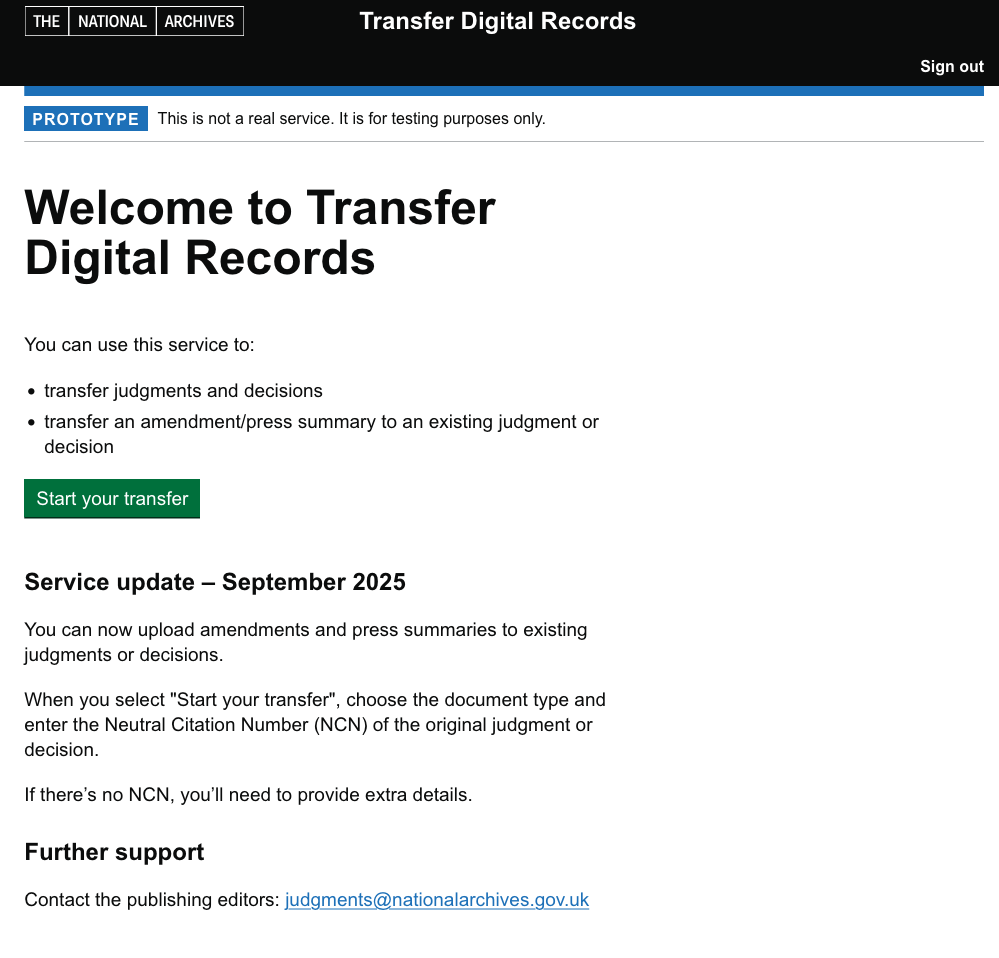 THE NATIONAL ARCHIVES
Transfer Digital Records
Sign out
PROTOTYPE This is not a real service. It is for testing purposes only.
Welcome to Transfer
Digital Records
You can use this service to:
• transfer judgments and decisions
• transfer an amendment/press summary to an existing judgment or
decision
Start your transfer
Service update – September 2025
You can now upload amendments and press summaries to existing
judgments or decisions.
When you select "Start your transfer", choose the document type and
enter the Neutral Citation Number (NCN) of the original judgment or
decision.
If there’s no NCN, you’ll need to provide extra details.
Further support
Contact the publishing editors: judgments@nationalarchives.gov.uk